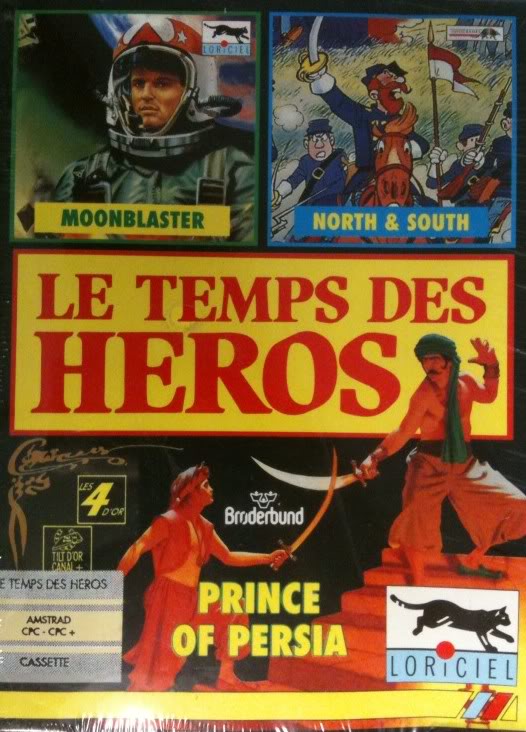 LORICIEL
MOONBLASTER
NORTH & SOUTH
LE TEMPS DES
HEROS
LES
4
D'OR
TILT D'OR
CANAL +
Brøderbund
E TEMPS DES HEROS
AMSTRAD
CPC - CPC +
CASSETTE
PRINCE
OF PERSIA
LORICIEL